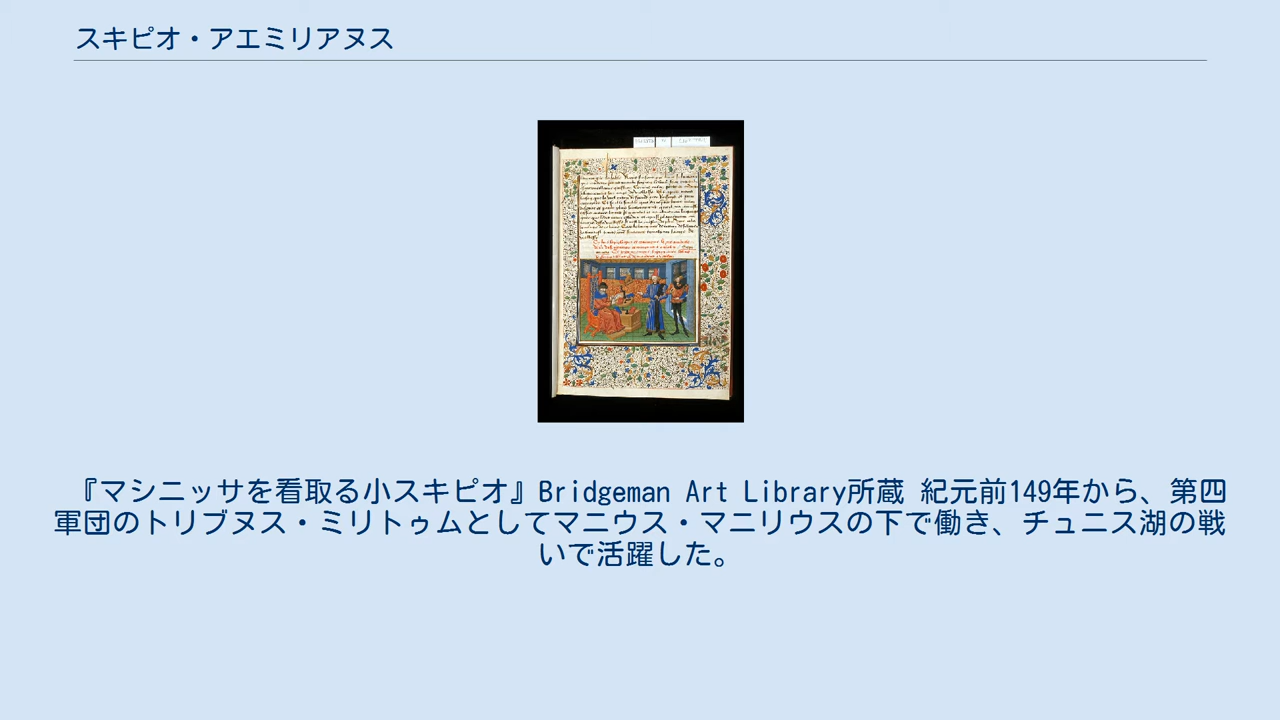 スキピオ・アエミリアヌス
『マシニッサを看取る小スキピオ』Bridgeman Art Library所蔵 紀元前149年から、第四
軍団のトリブヌス・ミリトゥムとしてマニウス・マニリウスの下で働き、チュニス湖の戦
いで活躍した。